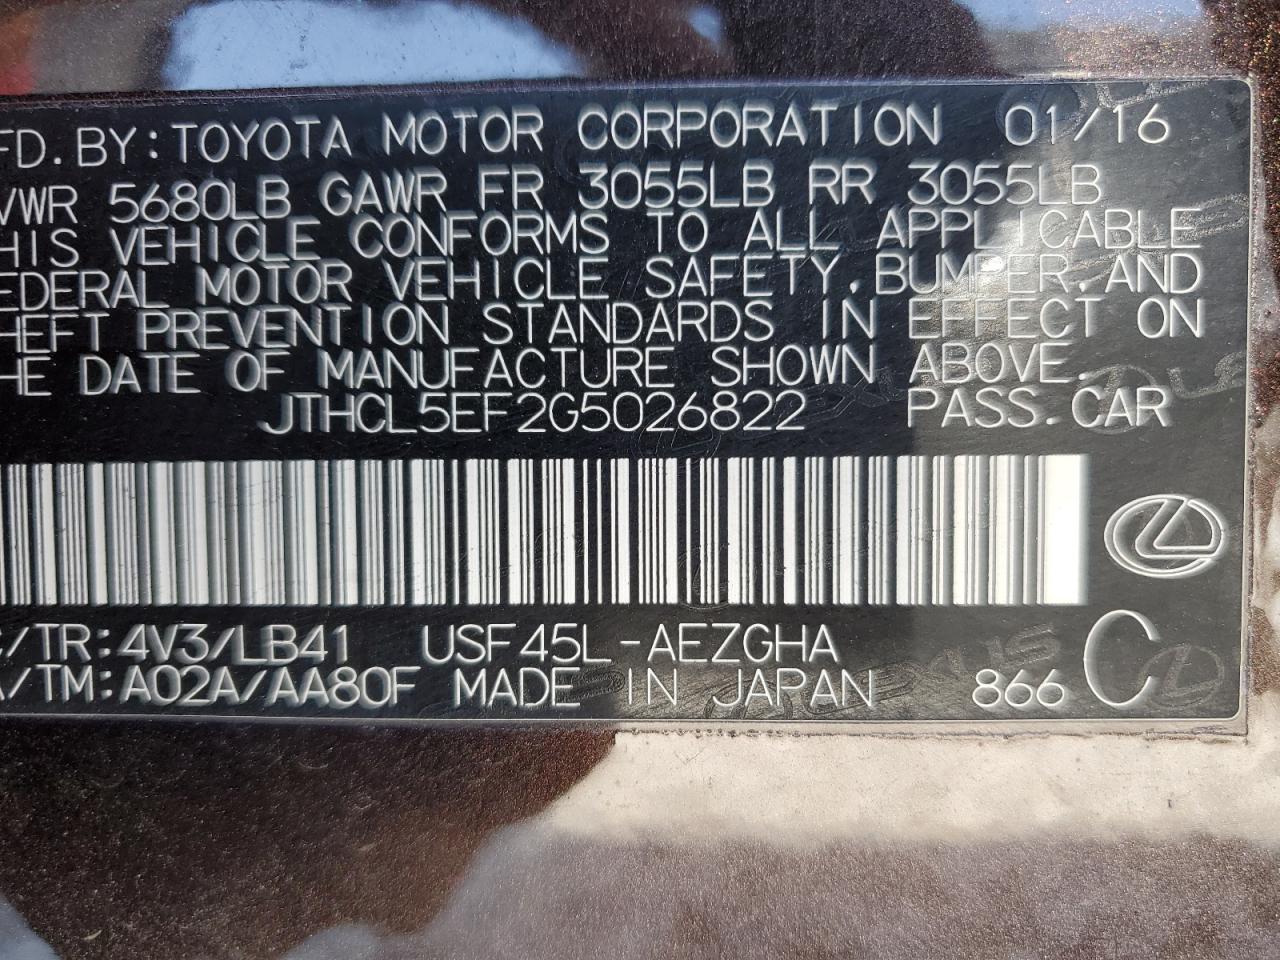 FD. BY: TOYOTA MOTOR CORPORATION 01/16
VWR 5680LB GAWR FR 3055LB RR 3055LB
HIS VEHICLE CONFORMS TO ALL APPLICABLE
EDERAL MOTOR VEHICLE SAFETY, BUMPER, AND
HEFT PREVENTION STANDARDS IN EFFECT ON
HE DATE OF MANUFACTURE SHOWN ABOVE.
JTHCL5EF2G5026822 PASS. CAR
C/TR: 4V3/LB41 USF45L-AEZGHA
A/TM: A02A/AA80F MADE IN JAPAN 866 C